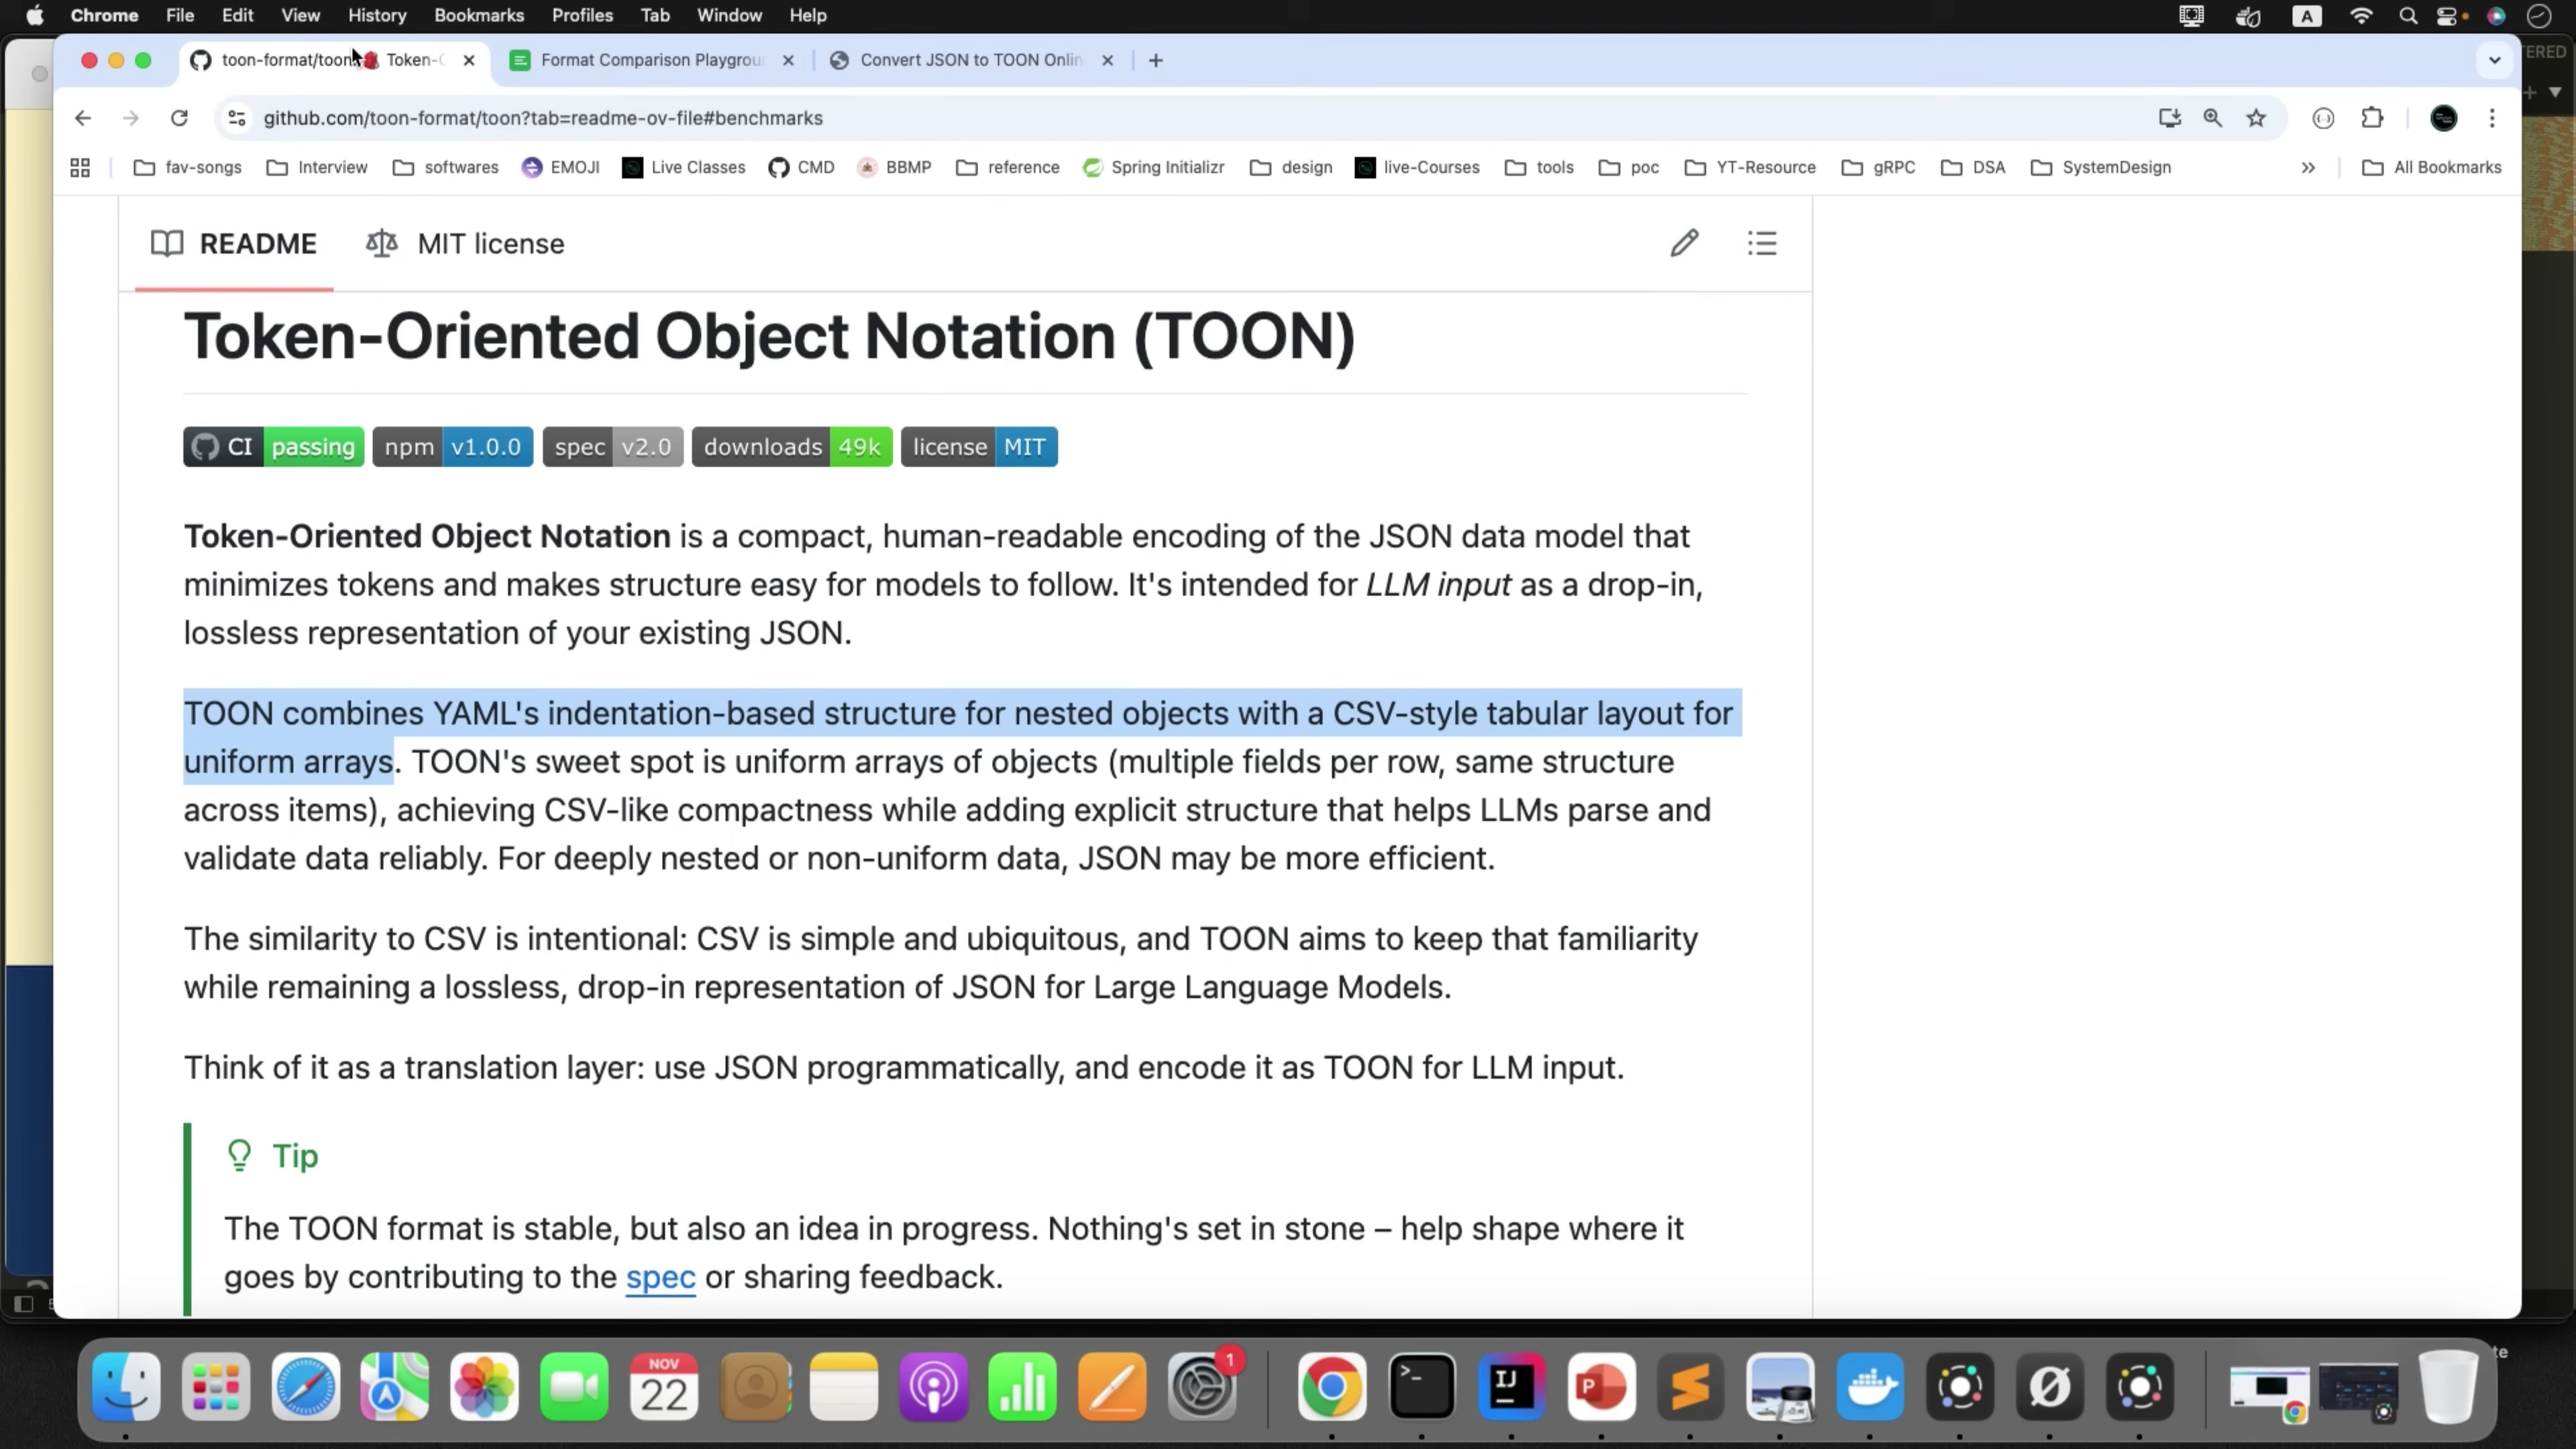 Chrome File Edit View History Bookmarks Profiles Tab Window Help
A
ERED
toon-format/toon Token-O
Format Comparison Playgrou
Convert JSON to TOON Onlin
github.com/toon-format/toon?tab=readme-ov-file#benchmarks
fav-songs Interview softwares EMOJI Live Classes CMD BBMP reference Spring Initializr design live-Courses tools poc YT-Resource gRPC DSA SystemDesign » All Bookmarks
README MIT license
Token-Oriented Object Notation (TOON)
CI passing npm v1.0.0 spec v2.0 downloads 49k license MIT
Token-Oriented Object Notation is a compact, human-readable encoding of the JSON data model that
minimizes tokens and makes structure easy for models to follow. It's intended for LLM input as a drop-in,
lossless representation of your existing JSON.
TOON combines YAML's indentation-based structure for nested objects with a CSV-style tabular layout for
uniform arrays. TOON's sweet spot is uniform arrays of objects (multiple fields per row, same structure
across items), achieving CSV-like compactness while adding explicit structure that helps LLMs parse and
validate data reliably. For deeply nested or non-uniform data, JSON may be more efficient.
The similarity to CSV is intentional: CSV is simple and ubiquitous, and TOON aims to keep that familiarity
while remaining a lossless, drop-in representation of JSON for Large Language Models.
Think of it as a translation layer: use JSON programmatically, and encode it as TOON for LLM input.
Tip
The TOON format is stable, but also an idea in progress. Nothing's set in stone – help shape where it
goes by contributing to the spec or sharing feedback.
NOV
22
1
IJ
P
te